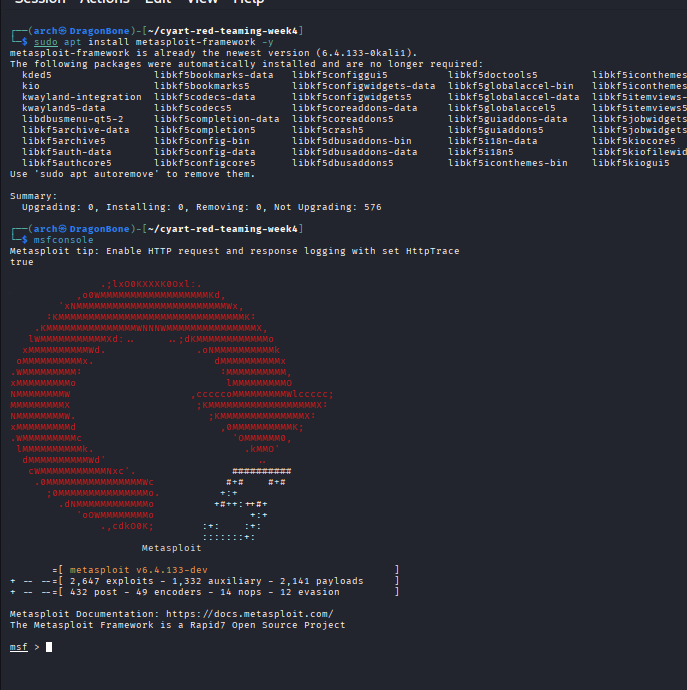 Session Actions Edit View Help
┌──(arch㉿DragonBone)-[~/cyart-red-teaming-week4]
└─$ sudo apt install metasploit-framework -y
metasploit-framework is already the newest version (6.4.133-0kali1).
The following packages were automatically installed and are no longer required:
kded5 libkf5bookmarks-data libkf5configgui5 libkf5doctools5 libkf5iconthemes
kio libkf5bookmarks5 libkf5configwidgets-data libkf5globalaccel-bin libkf5iconthemes
kwayland-integration libkf5codecs-data libkf5configwidgets5 libkf5globalaccel-data libkf5itemviews-
kwayland5-data libkf5codecs5 libkf5coreaddons-data libkf5globalaccel5 libkf5itemviews5
libdbusmenu-qt5-2 libkf5completion-data libkf5coreaddons5 libkf5guiaddons-data libkf5jobwidgets
libkf5archive-data libkf5completion5 libkf5crash5 libkf5guiaddons5 libkf5jobwidgets
libkf5archive5 libkf5config-bin libkf5dbusaddons-bin libkf5i18n-data libkf5kiocore5
libkf5auth-data libkf5config-data libkf5dbusaddons-data libkf5i18n5 libkf5kiofilewid
libkf5authcore5 libkf5configcore5 libkf5dbusaddons5 libkf5iconthemes-bin libkf5kiogui5
Use 'sudo apt autoremove' to remove them.
Summary:
Upgrading: 0, Installing: 0, Removing: 0, Not Upgrading: 576
┌──(arch㉿DragonBone)-[~/cyart-red-teaming-week4]
└─$ msfconsole
Metasploit tip: Enable HTTP request and response logging with set HttpTrace
true
Metasploit
=[ metasploit v6.4.133-dev ]
+ -- --=[ 2,647 exploits - 1,332 auxiliary - 2,141 payloads ]
+ -- --=[ 432 post - 49 encoders - 14 nops - 12 evasion ]
Metasploit Documentation: https://docs.metasploit.com/
The Metasploit Framework is a Rapid7 Open Source Project
msf >